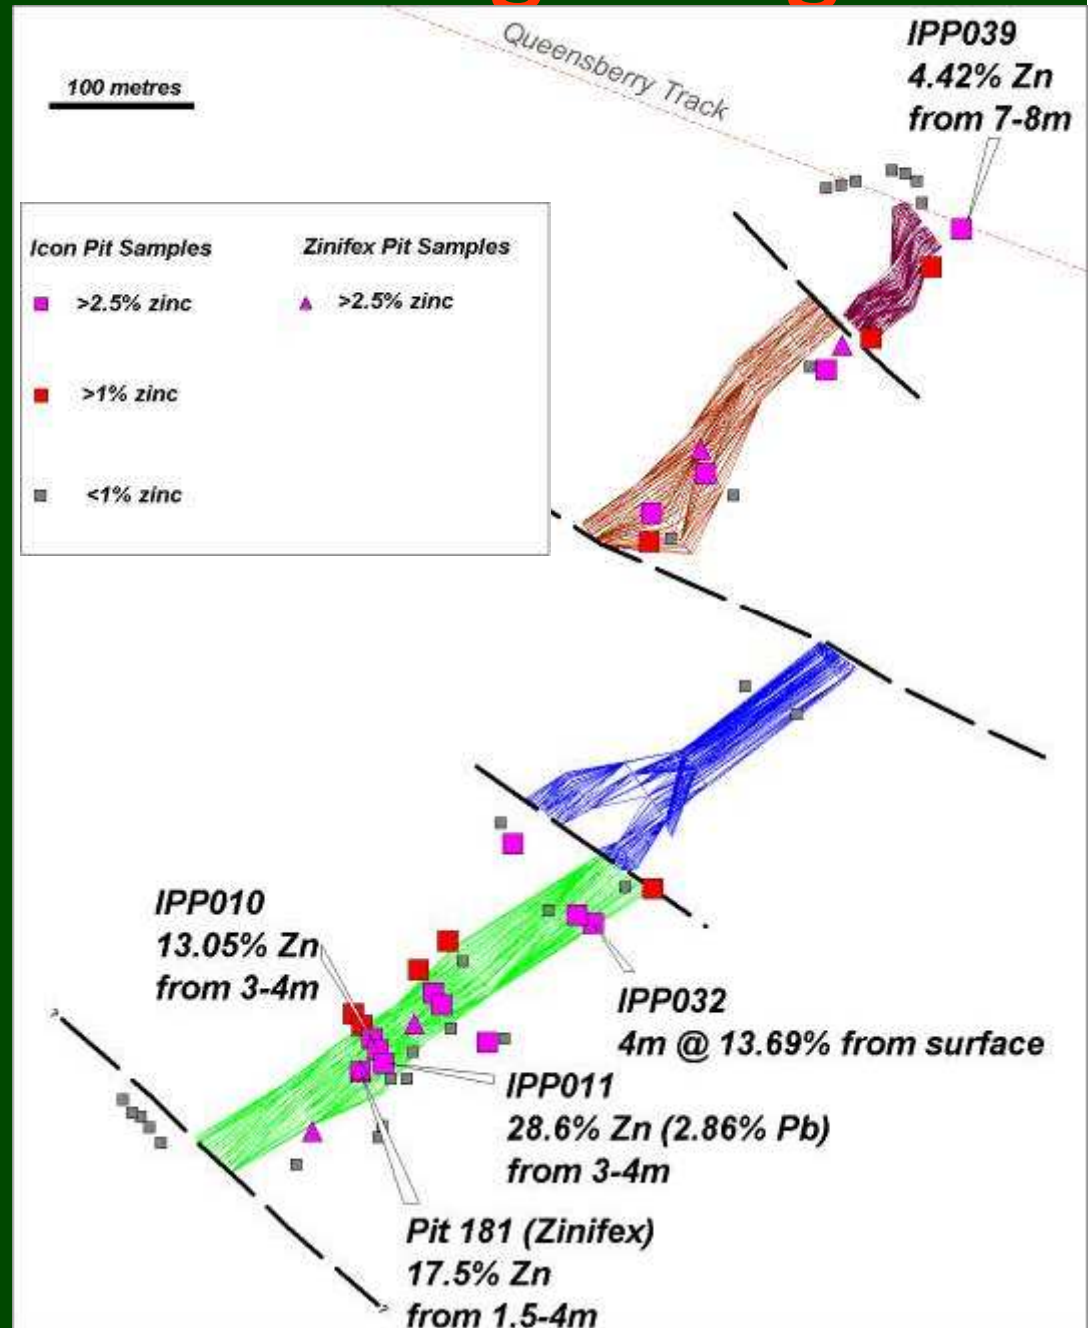 Queensberry Track
IPP039
4.42% Zn
from 7-8m
100 metres
Icon Pit Samples
Zinifex Pit Samples
>2.5% zinc
>2.5% zinc
>1% zinc
<1% zinc
IPP010
13.05% Zn
from 3-4m
IPP032
4m @ 13.69% from surface
IPP011
28.6% Zn (2.86% Pb)
from 3-4m
?
Pit 181 (Zinifex)
17.5% Zn
from 1.5-4m
?